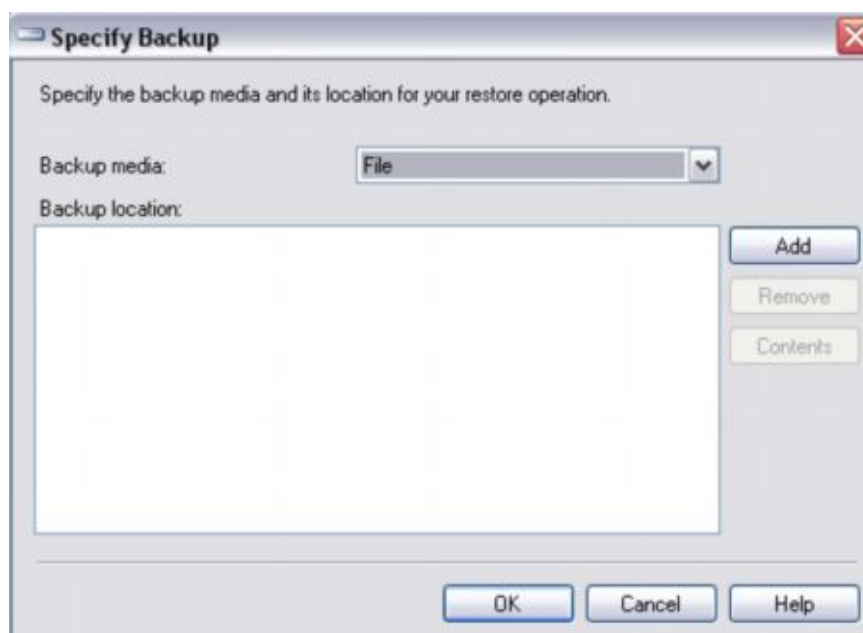 Specify Backup
Specify the backup media and its location for your restore operation.
Backup media: File
Backup location:
Add
Remove
Contents
OK Cancel Help